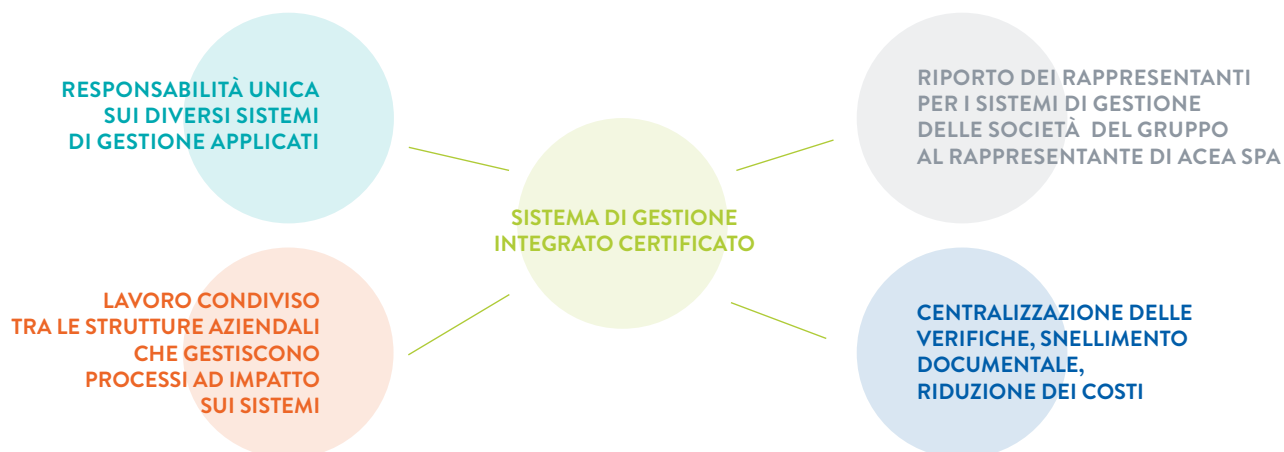 RESPONSABILITÀ UNICA
SUI DIVERSI SISTEMI
DI GESTIONE APPLICATI
RIPORTO DEI RAPPRESENTANTI
PER I SISTEMI DI GESTIONE
DELLE SOCIETÀ DEL GRUPPO
AL RAPPRESENTANTE DI ACEA SPA
SISTEMA DI GESTIONE
INTEGRATO CERTIFICATO
LAVORO CONDIVISO
TRA LE STRUTTURE AZIENDALI
CHE GESTISCONO
PROCESSI AD IMPATTO
SUI SISTEMI
CENTRALIZZAZIONE DELLE
VERIFICHE, SNELLIMENTO
DOCUMENTALE,
RIDUZIONE DEI COSTI